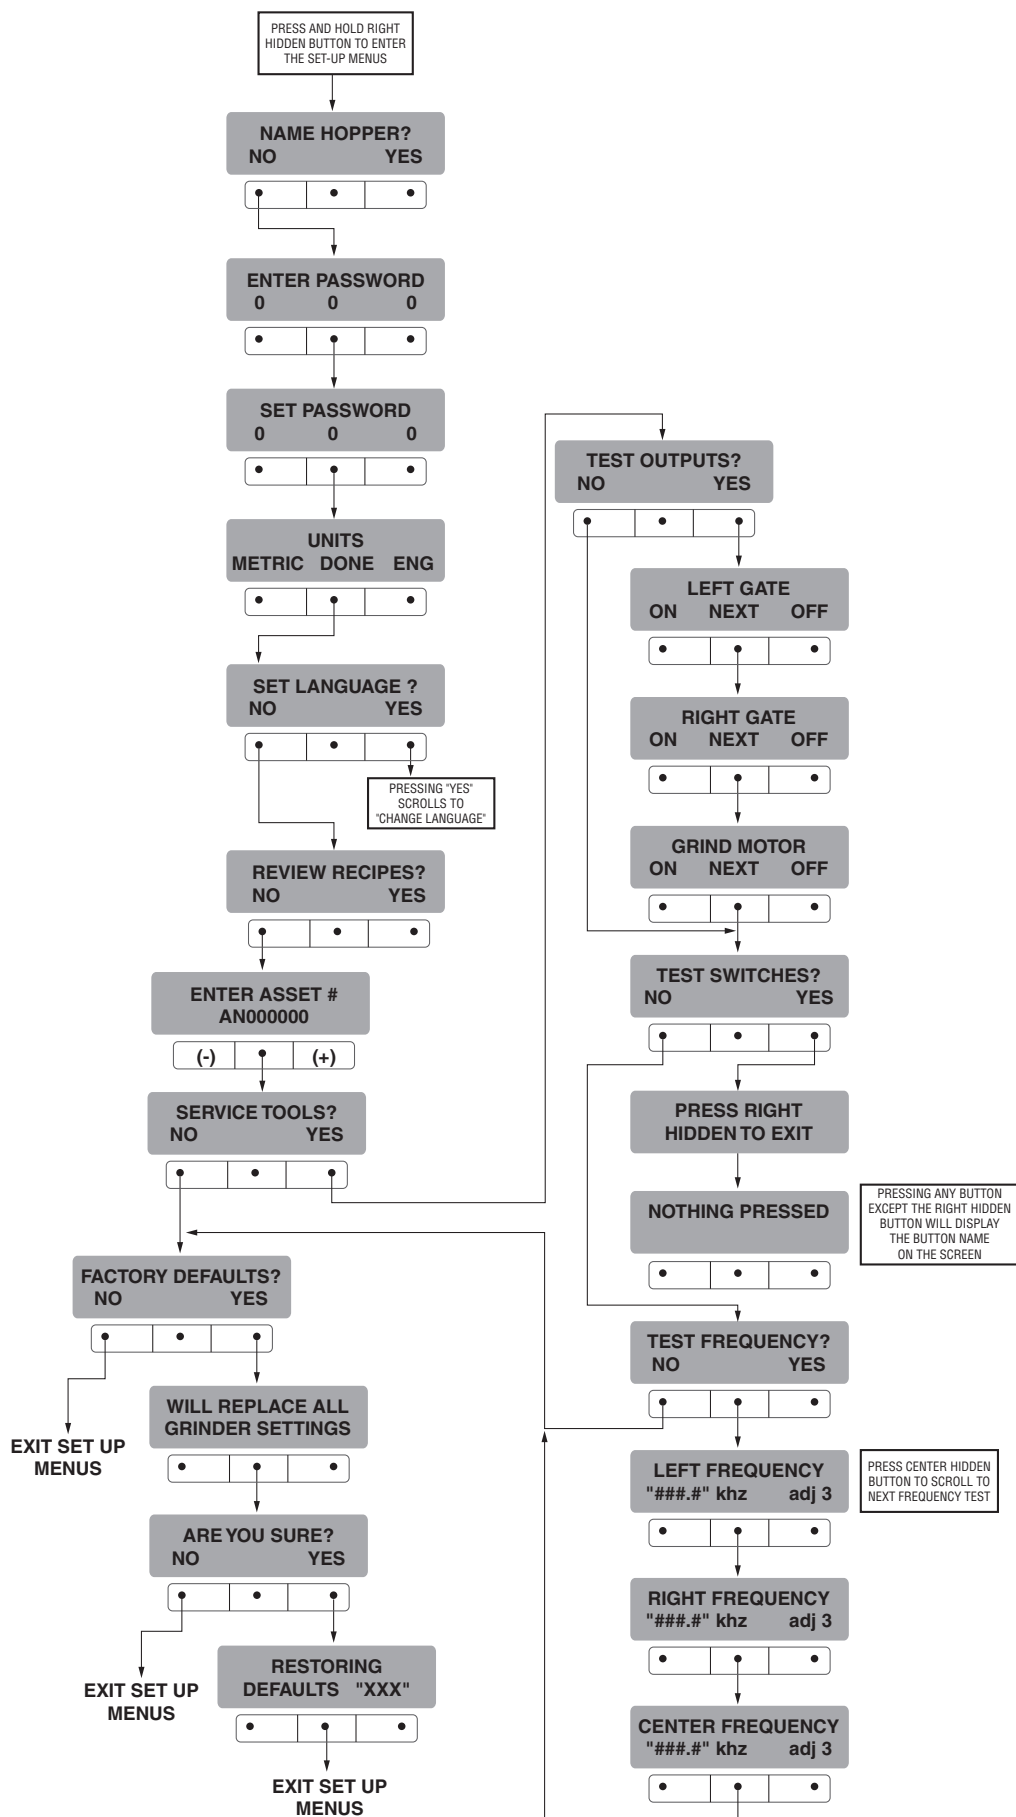 PRESS AND HOLD RIGHT
HIDDEN BUTTON TO ENTER
THE SET-UP MENUS
NAME HOPPER?
NO YES
ENTER PASSWORD
0 0 0
SET PASSWORD
0 0 0
UNITS
METRIC DONE ENG
SET LANGUAGE ?
NO YES
PRESSING "YES"
SCROLLS TO
"CHANGE LANGUAGE"
REVIEW RECIPES?
NO YES
ENTER ASSET #
AN000000
(-) (+)
SERVICE TOOLS?
NO YES
FACTORY DEFAULTS?
NO YES
EXIT SET UP
MENUS
WILL REPLACE ALL
GRINDER SETTINGS
ARE YOU SURE?
NO YES
EXIT SET UP
MENUS
RESTORING
DEFAULTS "XXX"
EXIT SET UP
MENUS
TEST OUTPUTS?
NO YES
LEFT GATE
ON NEXT OFF
RIGHT GATE
ON NEXT OFF
GRIND MOTOR
ON NEXT OFF
TEST SWITCHES?
NO YES
PRESS RIGHT
HIDDEN TO EXIT
NOTHING PRESSED
PRESSING ANY BUTTON
EXCEPT THE RIGHT HIDDEN
BUTTON WILL DISPLAY
THE BUTTON NAME
ON THE SCREEN
TEST FREQUENCY?
NO YES
LEFT FREQUENCY
"###.#" khz adj 3
PRESS CENTER HIDDEN
BUTTON TO SCROLL TO
NEXT FREQUENCY TEST
RIGHT FREQUENCY
"###.#" khz adj 3
CENTER FREQUENCY
"###.#" khz adj 3